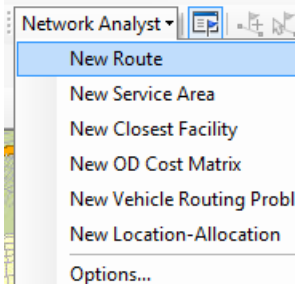 Network Analyst
New Route
New Service Area
New Closest Facility
New OD Cost Matrix
New Vehicle Routing Probl
New Location-Allocation
Options...